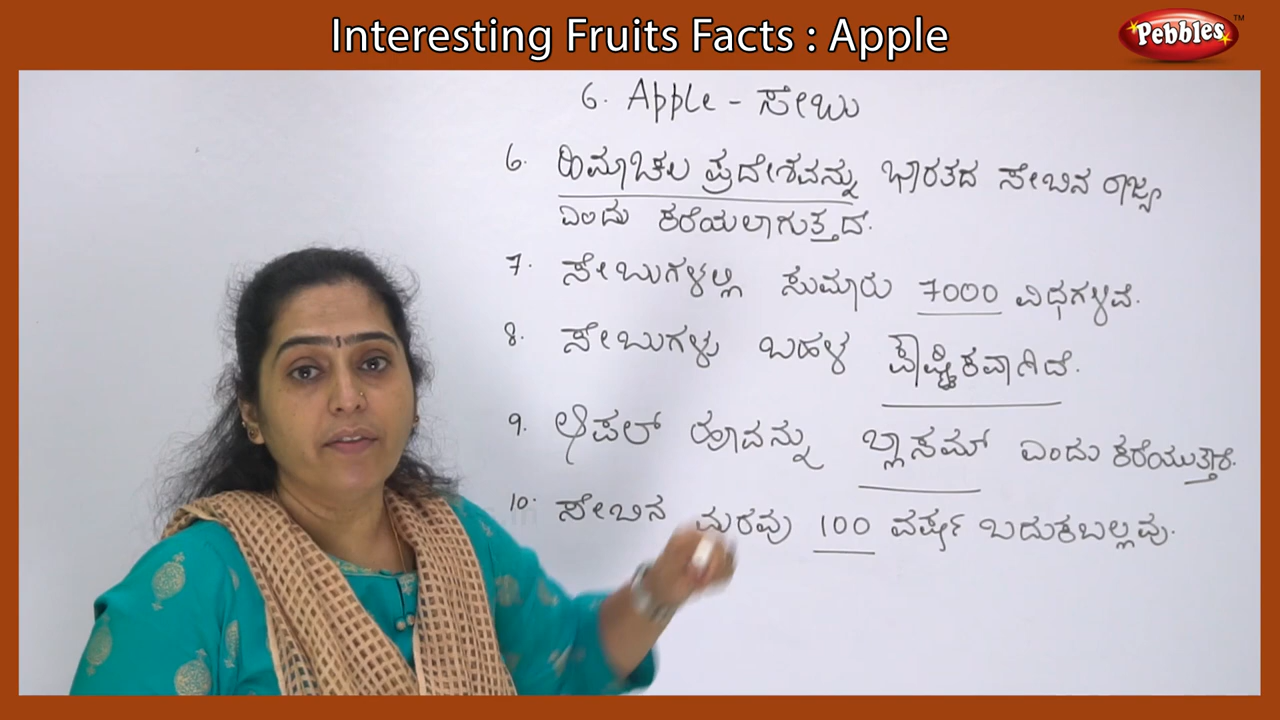 Interesting Fruits Facts : Apple
Pebbles TM
6. Apple - ಸೇಬು
6. ಹಿಮಾಚಲ ಪ್ರದೇಶವನ್ನು ಭಾರತದ ಸೇಬಿನ ರಾಜ್ಯ
ಎಂದು ಕರೆಯಲಾಗುತ್ತದೆ.
7. ಸೇಬುಗಳಲ್ಲಿ ಸುಮಾರು 7000 ವಿಧಗಳಿವೆ.
8. ಸೇಬುಗಳು ಬಹಳ ಪೌಷ್ಟಿಕವಾಗಿದೆ.
9. ಆಪಲ್ ಹೂವನ್ನು ಬ್ಲಾಸಮ್ ಎಂದು ಕರೆಯುತ್ತಾರೆ.
10. ಸೇಬಿನ ಮರವು 100 ವರ್ಷ ಬದುಕಬಲ್ಲವು.